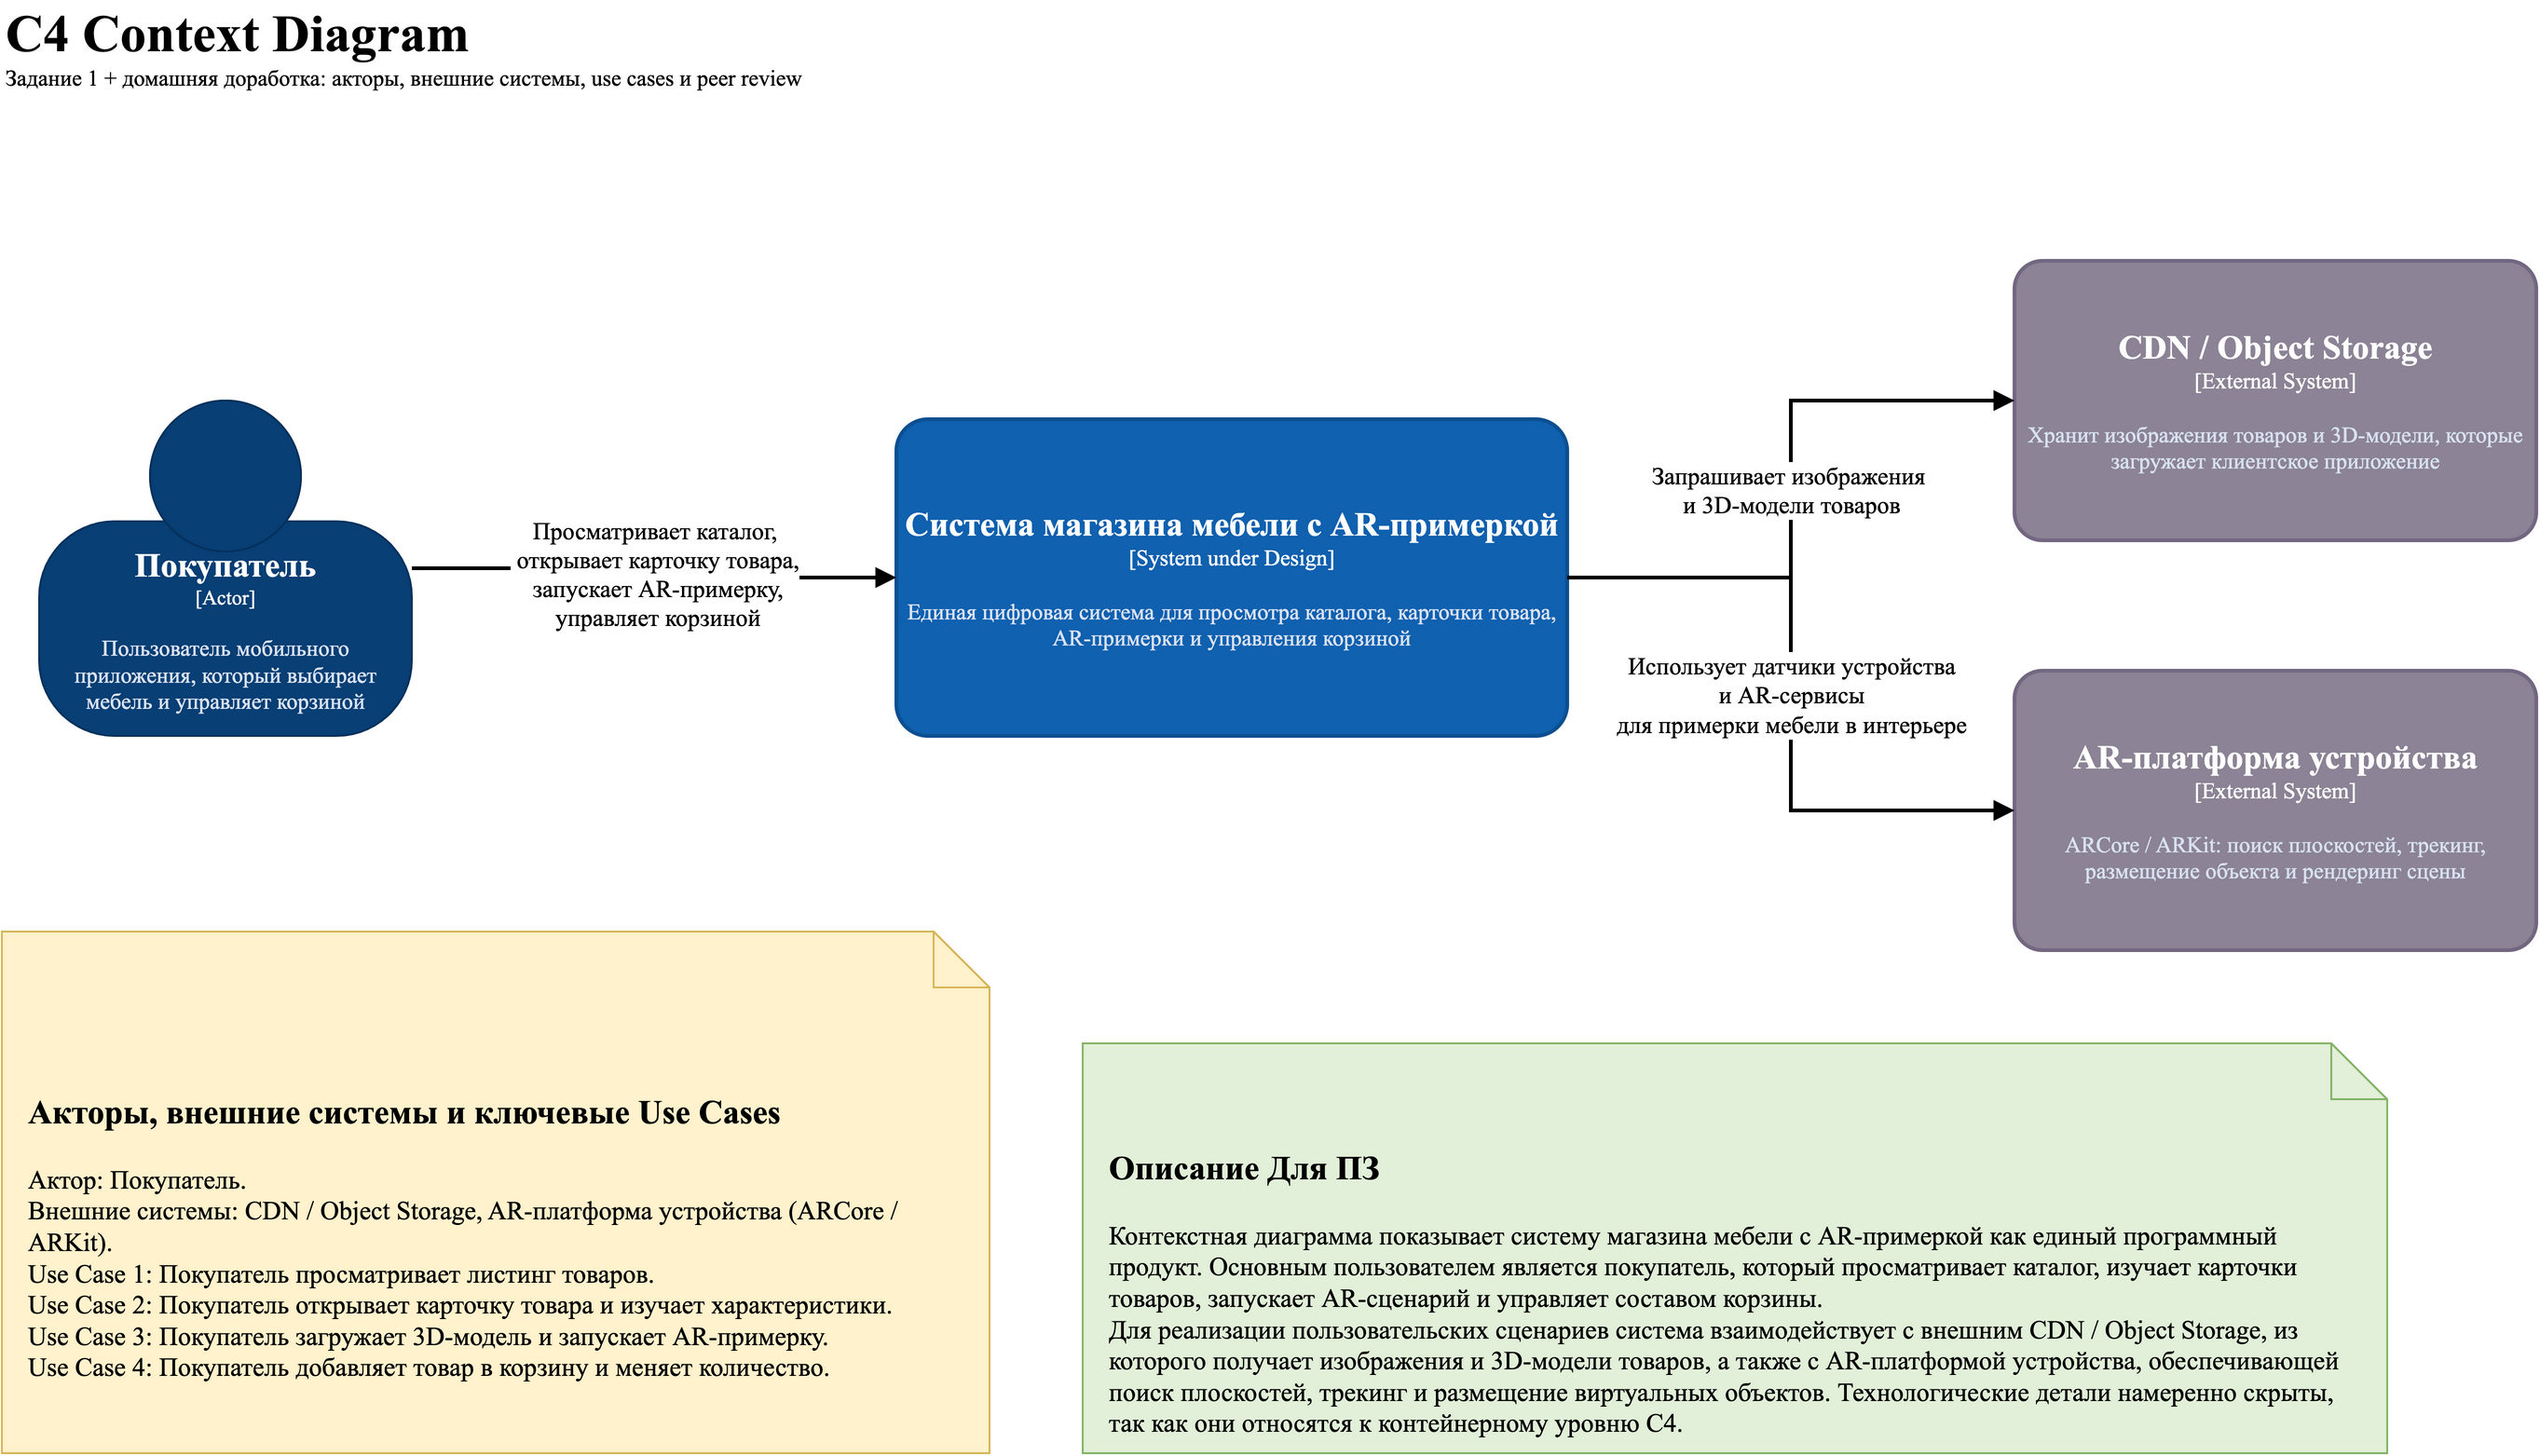 C4 Context Diagram
Задание 1 + домашняя доработка: акторы, внешние системы, use cases и peer review
Покупатель
[Actor]
Пользователь мобильного
приложения, который выбирает
мебель и управляет корзиной
Просматривает каталог,
открывает карточку товара,
запускает AR-примерку,
управляет корзиной
Система магазина мебели с AR-примеркой
[System under Design]
Единая цифровая система для просмотра каталога, карточки товара,
AR-примерки и управления корзиной
Запрашивает изображения
и 3D-модели товаров
Использует датчики устройства
и AR-сервисы
для примерки мебели в интерьере
CDN / Object Storage
[External System]
Хранит изображения товаров и 3D-модели, которые
загружает клиентское приложение
AR-платформа устройства
[External System]
ARCore / ARKit: поиск плоскостей, трекинг,
размещение объекта и рендеринг сцены
Акторы, внешние системы и ключевые Use Cases
Актор: Покупатель.
Внешние системы: CDN / Object Storage, AR-платформа устройства (ARCore /
ARKit).
Use Case 1: Покупатель просматривает листинг товаров.
Use Case 2: Покупатель открывает карточку товара и изучает характеристики.
Use Case 3: Покупатель загружает 3D-модель и запускает AR-примерку.
Use Case 4: Покупатель добавляет товар в корзину и меняет количество.
Описание Для ПЗ
Контекстная диаграмма показывает систему магазина мебели с AR-примеркой как единый программный
продукт. Основным пользователем является покупатель, который просматривает каталог, изучает карточки
товаров, запускает AR-сценарий и управляет составом корзины.
Для реализации пользовательских сценариев система взаимодействует с внешним CDN / Object Storage, из
которого получает изображения и 3D-модели товаров, а также с AR-платформой устройства, обеспечивающей
поиск плоскостей, трекинг и размещение виртуальных объектов. Технологические детали намеренно скрыты,
так как они относятся к контейнерному уровню C4.